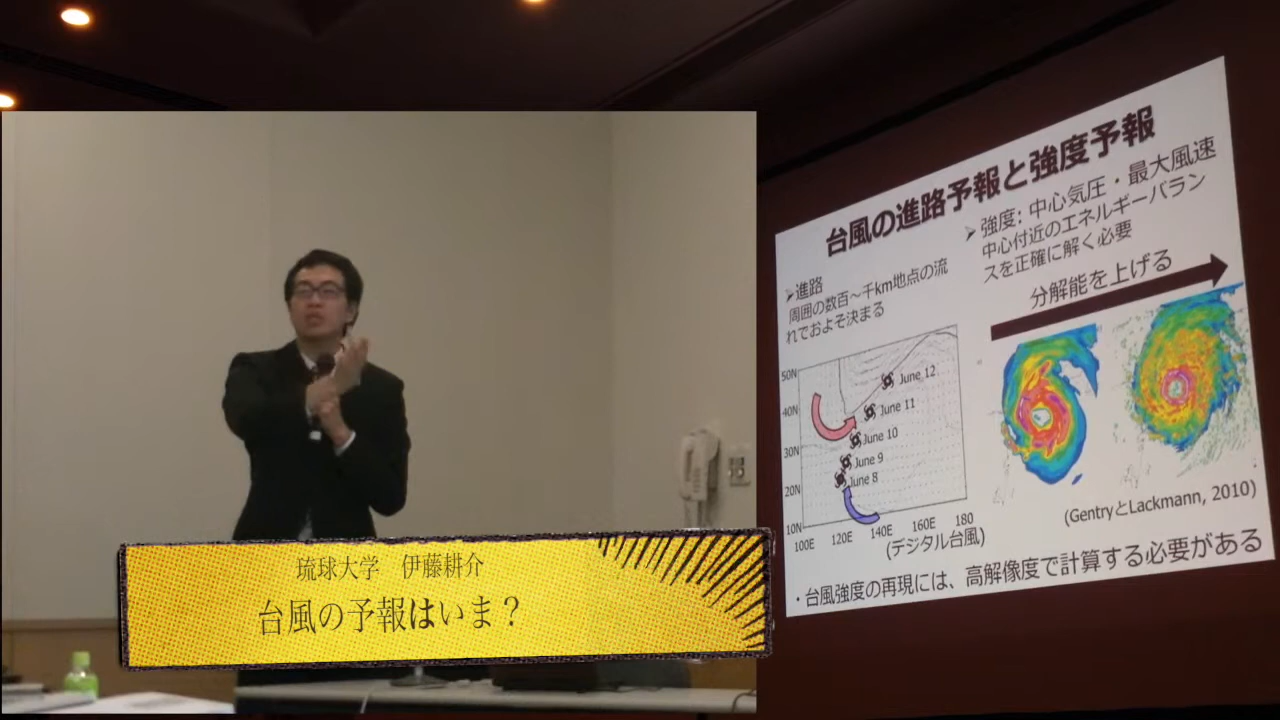 琉球大学 伊藤耕介
台風の予報はいま？
台風の進路予報と強度予報
➢進路
周囲の数百～千km地点の流
れでおよそ決まる
➢強度: 中心気圧・最大風速
中心付近のエネルギーバラン
スを正確に解く必要
分解能を上げる
50N
40N
30N
20N
10N
100E 120E 140E 160E 180
June 12
June 11
June 10
June 9
June 8
(デジタル台風)
(GentryとLackmann, 2010)
・台風強度の再現には、高解像度で計算する必要がある